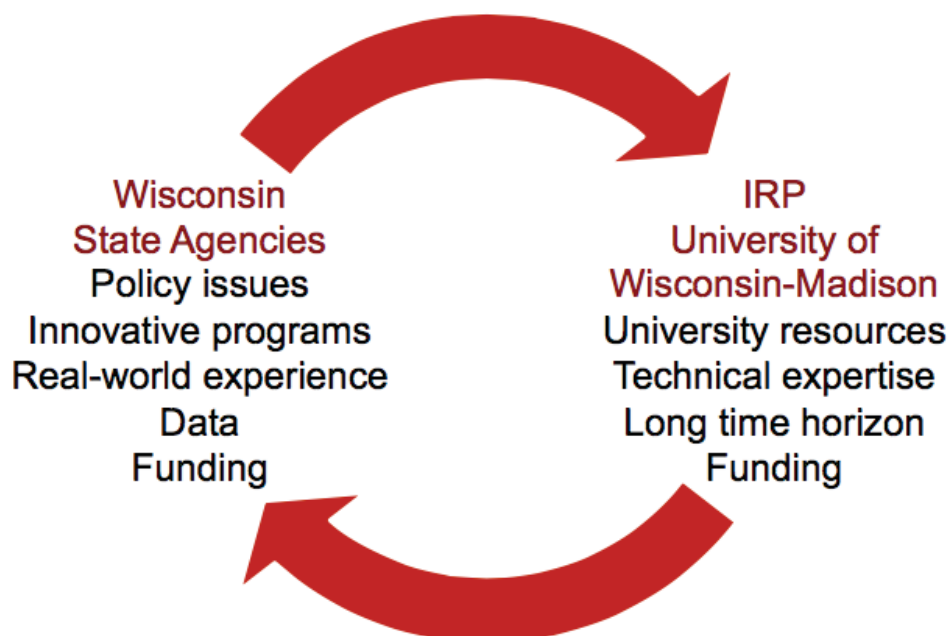 Wisconsin
State Agencies
Policy issues
Innovative programs
Real-world experience
Data
Funding
IRP
University of
Wisconsin-Madison
University resources
Technical expertise
Long time horizon
Funding